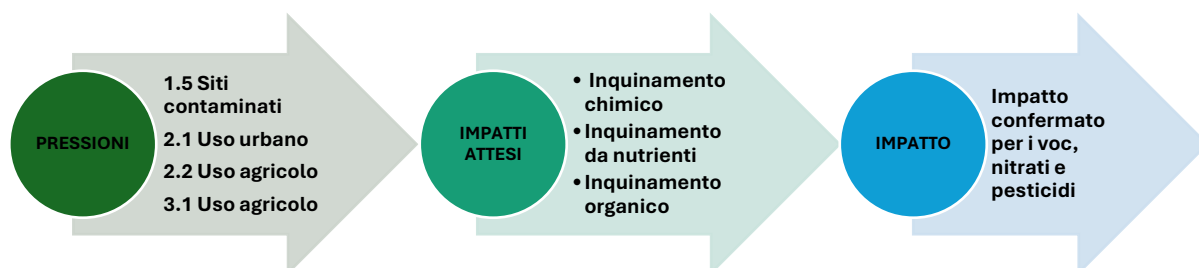 PRESSIONI
1.5 Siti
contaminati
2.1 Uso urbano
2.2 Uso agricolo
3.1 Uso agricolo
IMPATTI
ATTESI
• Inquinamento
chimico
• Inquinamento
da nutrienti
• Inquinamento
organico
IMPATTO
Impatto
confermato
per i voc,
nitrati e
pesticidi